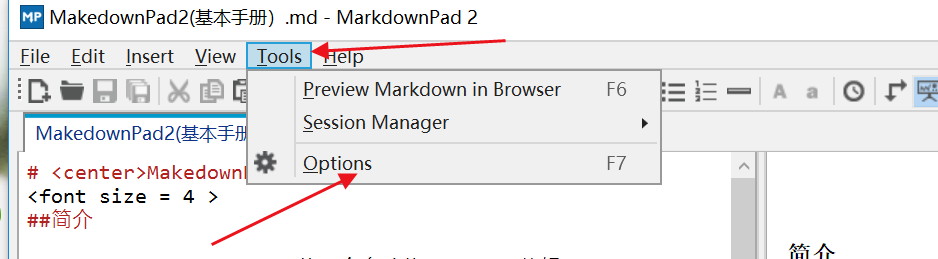 MP MakedownPad2(基本手册）.md - MarkdownPad 2
File Edit Insert View Tools Help
Preview Markdown in Browser F6
Session Manager
Options F7
A a
MakedownPad2(基本手册
# <center>Makedown
<font size = 4 >
##简介
简介